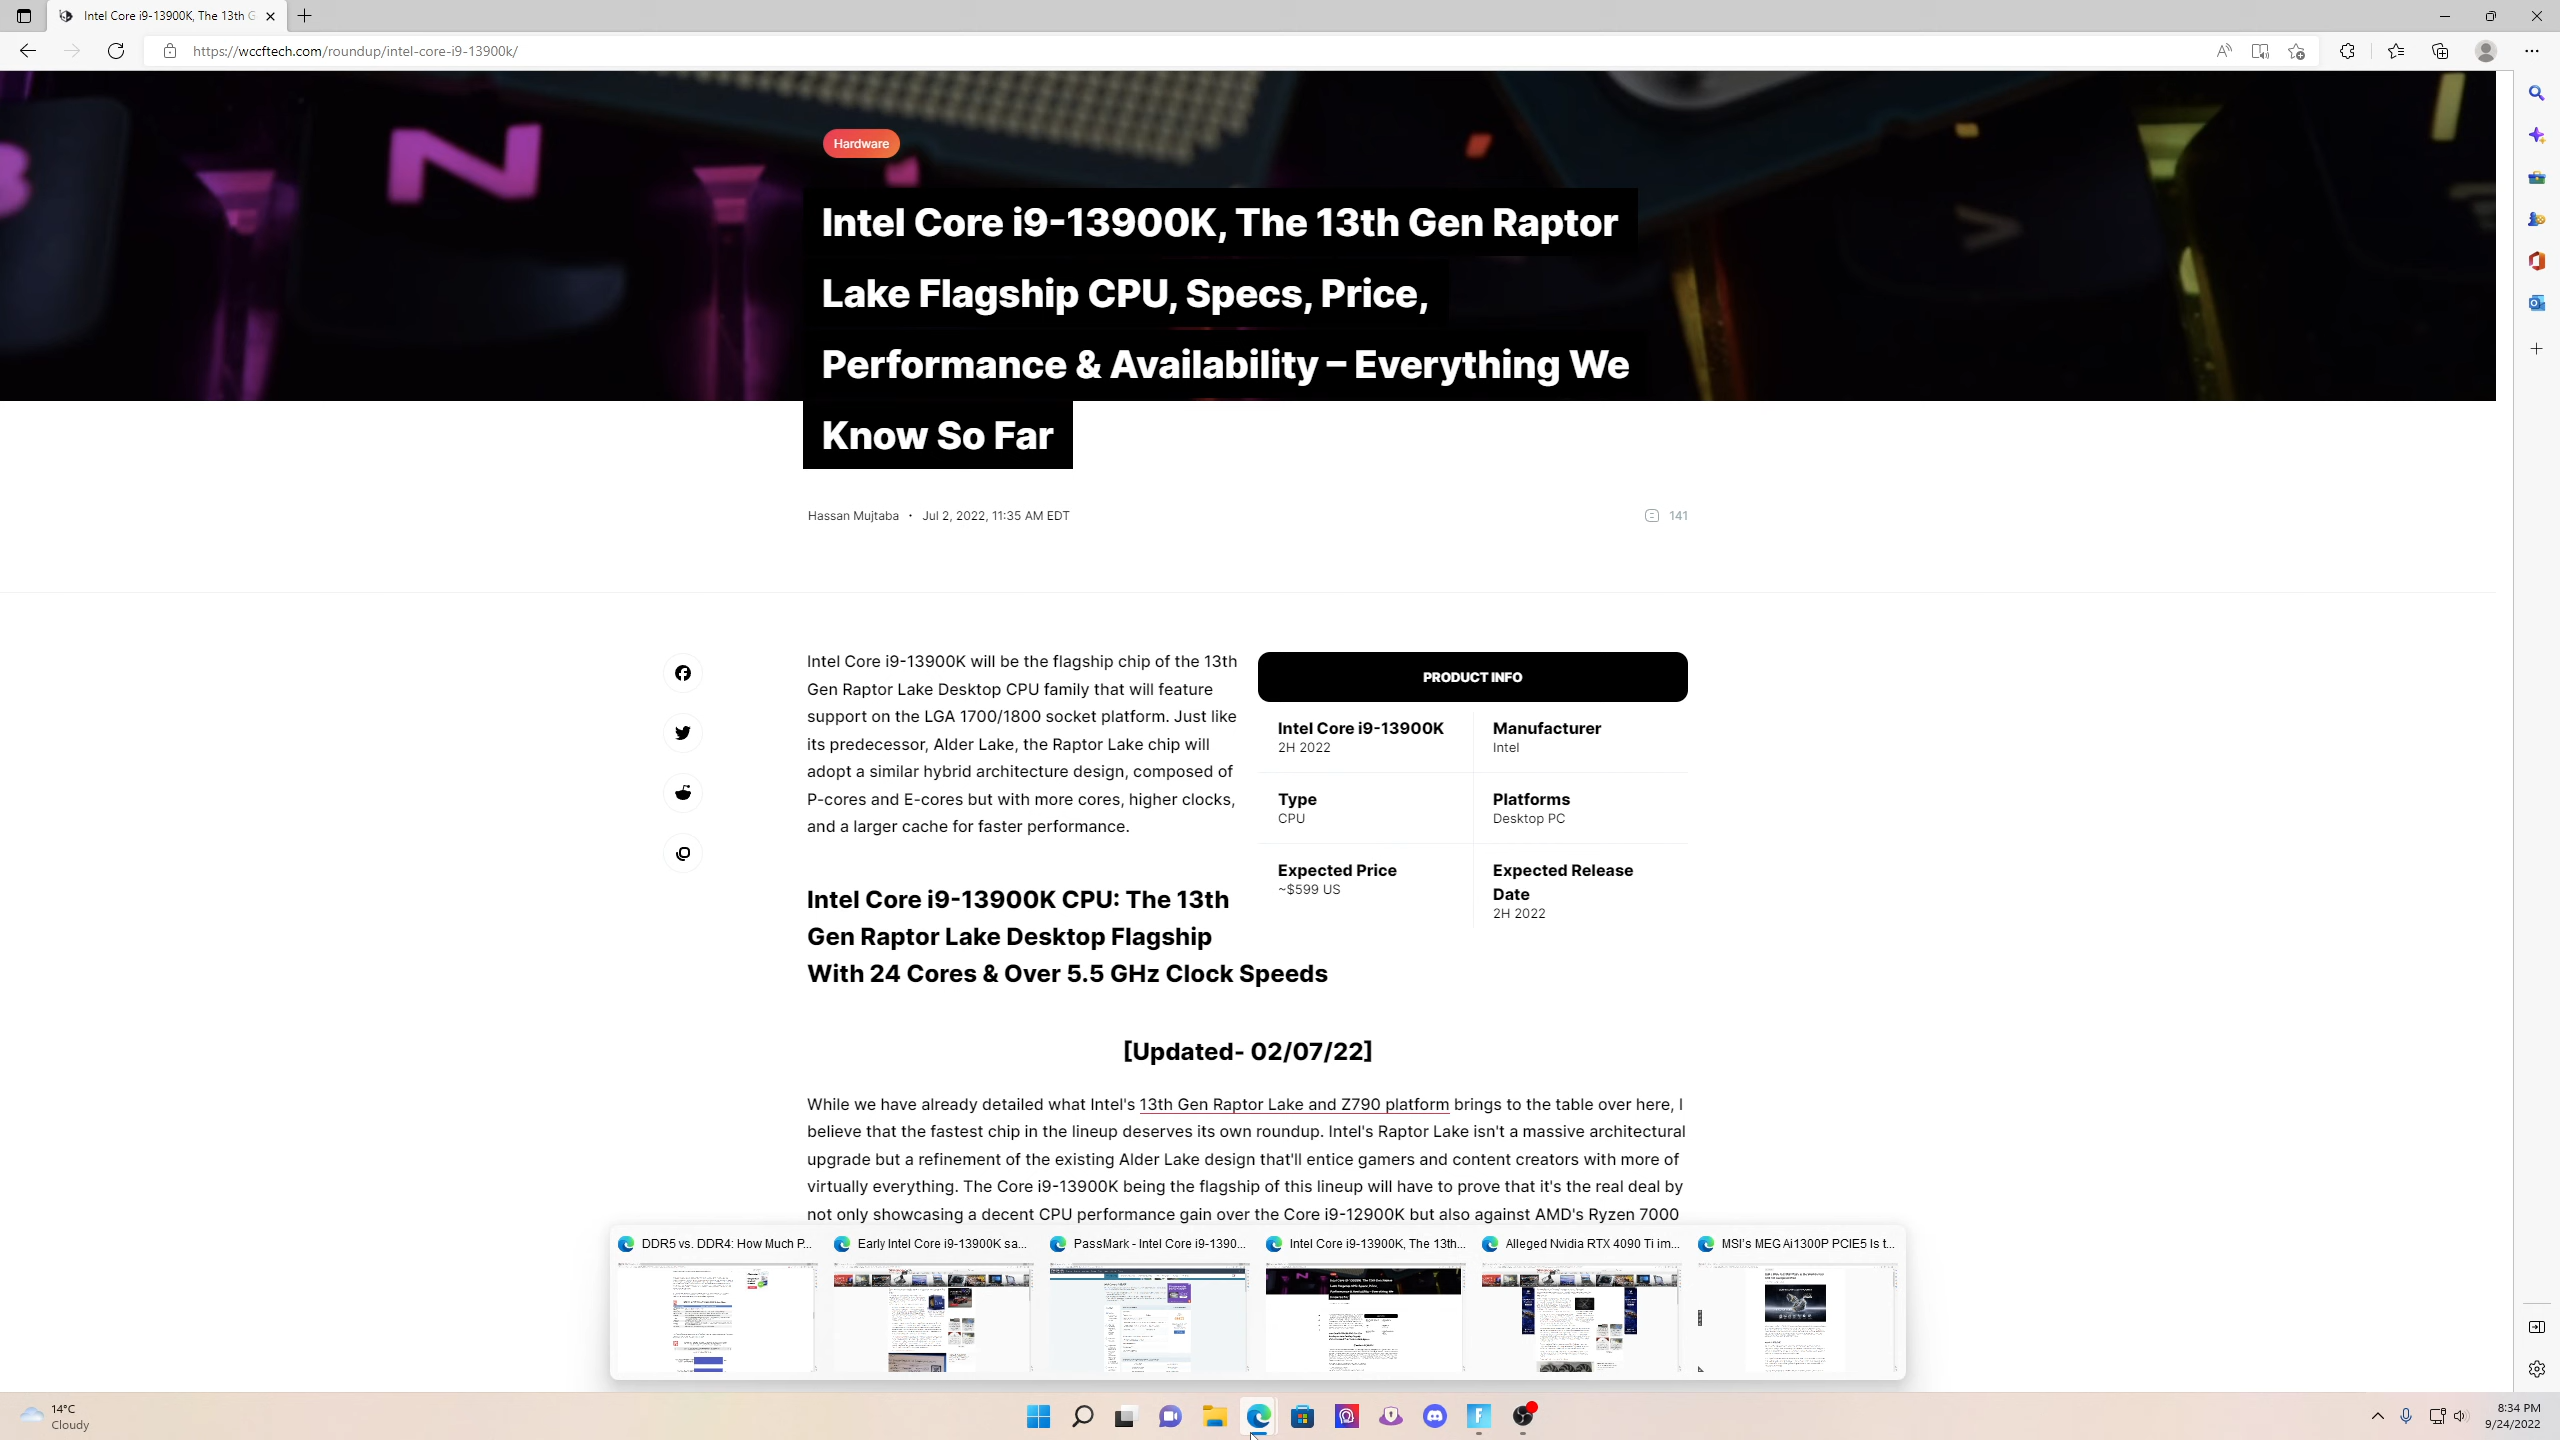 Intel Core i9-13900K, The 13th G
https://wccftech.com/roundup/intel-core-i9-13900k/
Hardware
Intel Core i9-13900K, The 13th Gen Raptor
Lake Flagship CPU, Specs, Price,
Performance & Availability – Everything We
Know So Far
Hassan Mujtaba • Jul 2, 2022, 11:35 AM EDT
141
Intel Core i9-13900K will be the flagship chip of the 13th
Gen Raptor Lake Desktop CPU family that will feature
support on the LGA 1700/1800 socket platform. Just like
its predecessor, Alder Lake, the Raptor Lake chip will
adopt a similar hybrid architecture design, composed of
P-cores and E-cores but with more cores, higher clocks,
and a larger cache for faster performance.
PRODUCT INFO
Intel Core i9-13900K
2H 2022
Manufacturer
Intel
Type
CPU
Platforms
Desktop PC
Expected Price
~$599 US
Expected Release
Date
2H 2022
Intel Core i9-13900K CPU: The 13th
Gen Raptor Lake Desktop Flagship
With 24 Cores & Over 5.5 GHz Clock Speeds
[Updated- 02/07/22]
While we have already detailed what Intel's 13th Gen Raptor Lake and Z790 platform brings to the table over here, I
believe that the fastest chip in the lineup deserves its own roundup. Intel's Raptor Lake isn't a massive architectural
upgrade but a refinement of the existing Alder Lake design that'll entice gamers and content creators with more of
virtually everything. The Core i9-13900K being the flagship of this lineup will have to prove that it's the real deal by
not only showcasing a decent CPU performance gain over the Core i9-12900K but also against AMD's Ryzen 7000
DDR5 vs. DDR4: How Much P...
Early Intel Core i9-13900K sa...
PassMark - Intel Core i9-1390...
Intel Core i9-13900K, The 13th...
Alleged Nvidia RTX 4090 Ti im...
MSI's MEG Ai1300P PCIE5 Is t...
14°C
Cloudy
8:34 PM
9/24/2022